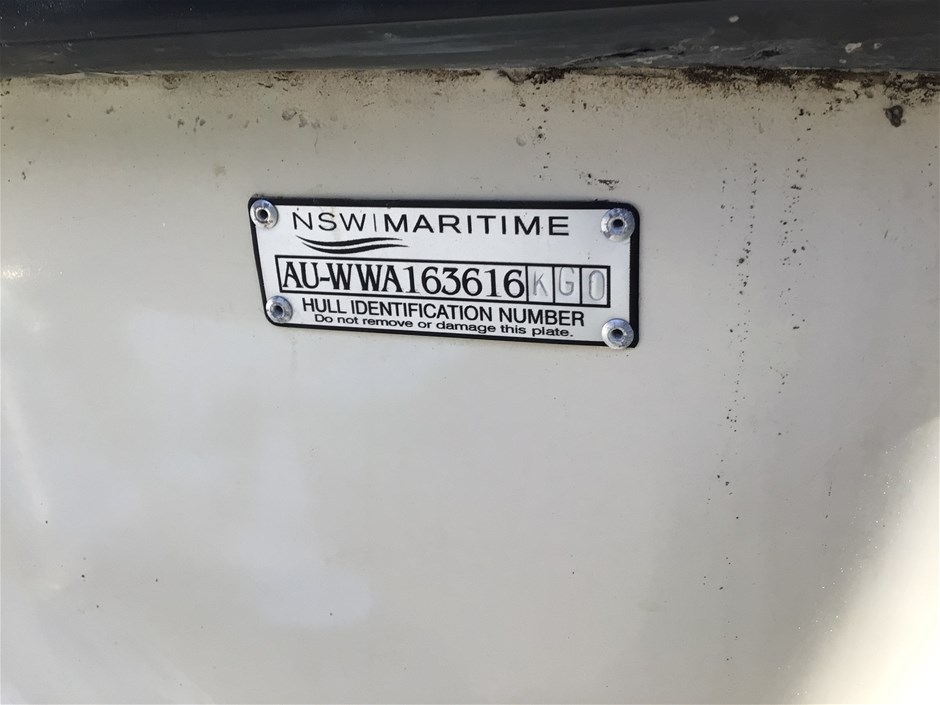 NSW|MARITIME
AU-WWA163616KG0
HULL IDENTIFICATION NUMBER
Do not remove or damage this plate.